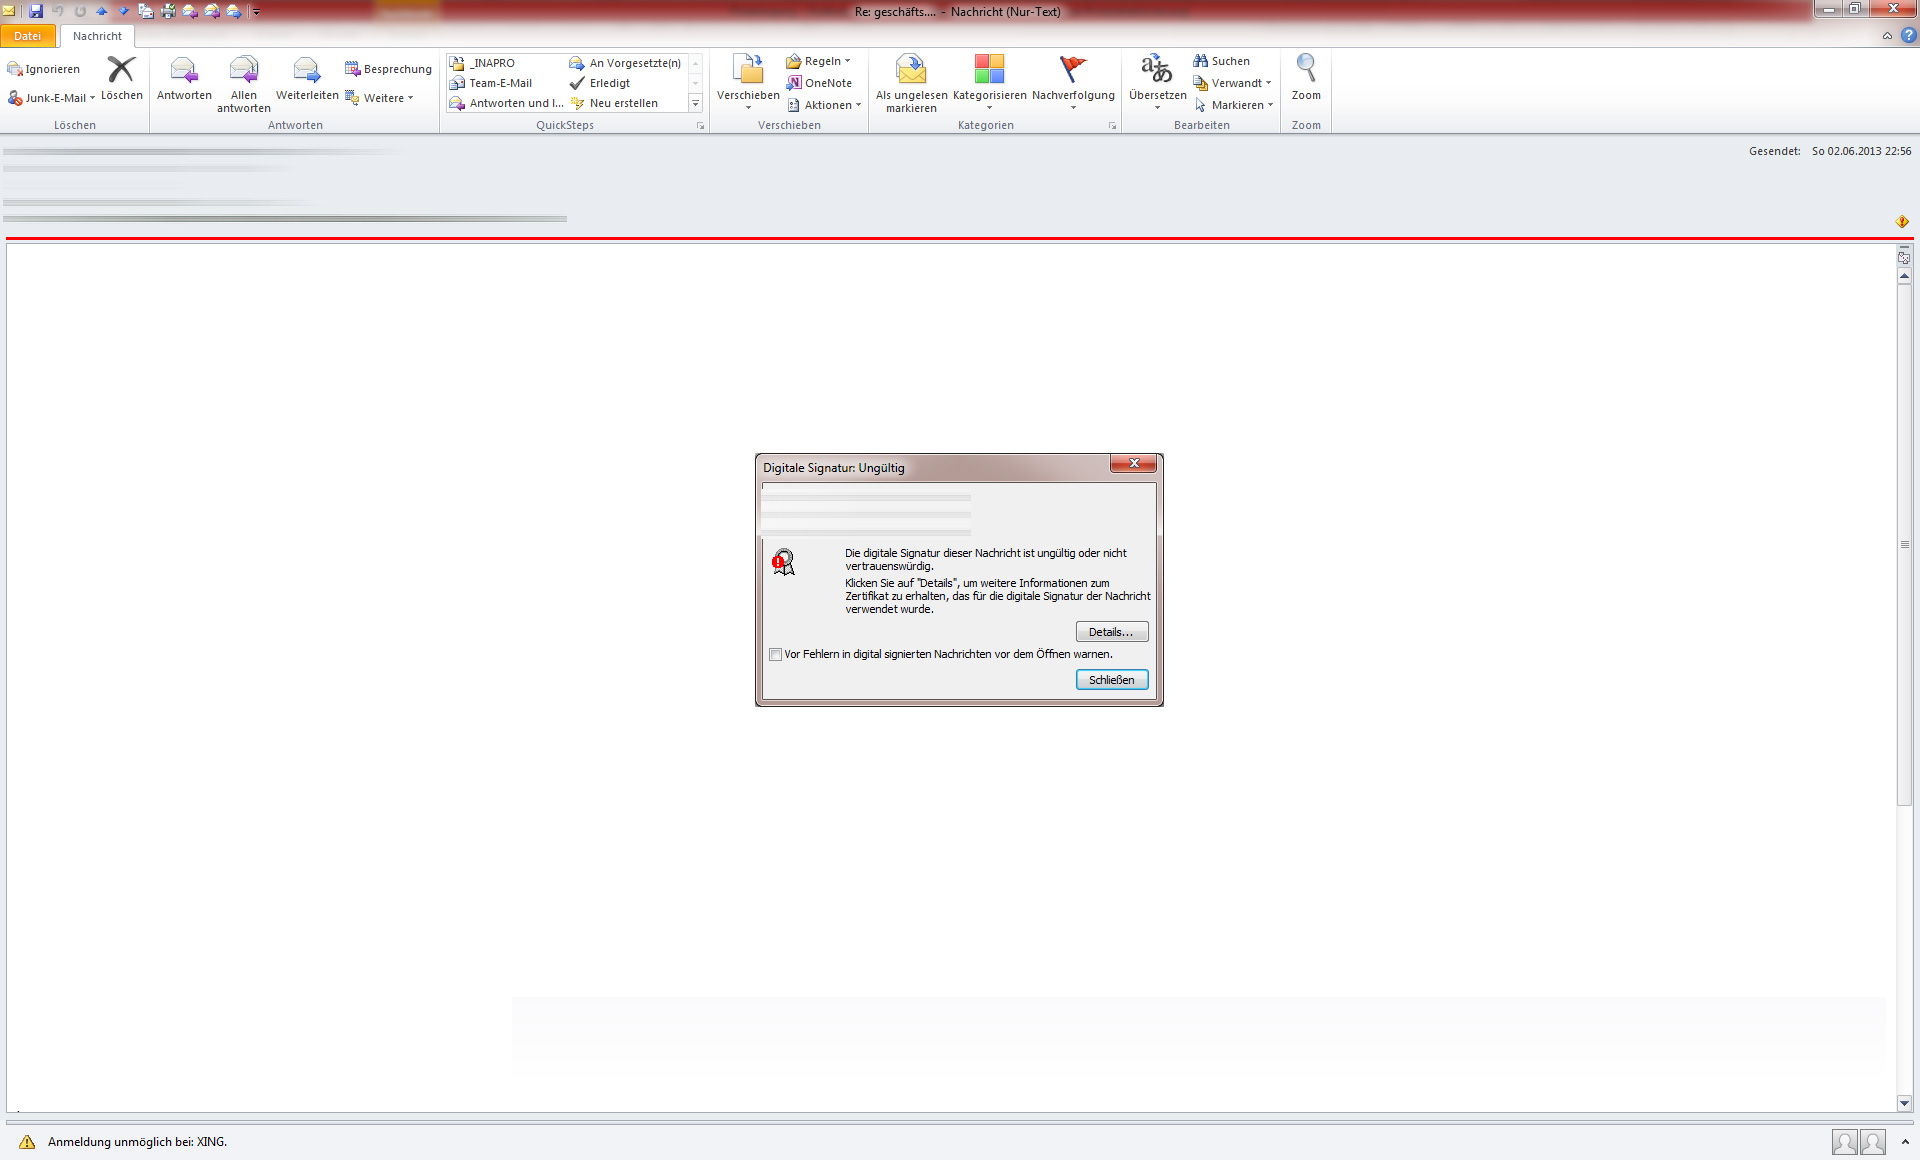 Re: geschäfts.... - Nachricht (Nur-Text)
Datei Nachricht
Ignorieren
Junk-E-Mail
Löschen
Löschen
Antworten
Allen antworten
Weiterleiten
Besprechung
Weitere
Antworten
_INAPRO
Team-E-Mail
Antworten und l...
An Vorgesetzte(n)
Erledigt
Neu erstellen
QuickSteps
Verschieben
Regeln
OneNote
Aktionen
Verschieben
Als ungelesen
markieren
Kategorisieren
Nachverfolgung
Kategorien
Übersetzen
Suchen
Verwandt
Markieren
Bearbeiten
Zoom
Zoom
Gesendet: So 02.06.2013 22:56
Digitale Signatur: Ungültig
Die digitale Signatur dieser Nachricht ist ungültig oder nicht
vertrauenswürdig.
Klicken Sie auf "Details", um weitere Informationen zum
Zertifikat zu erhalten, das für die digitale Signatur der Nachricht
verwendet wurde.
Details...
Vor Fehlern in digital signierten Nachrichten vor dem Öffnen warnen.
Schließen
Anmeldung unmöglich bei: XING.